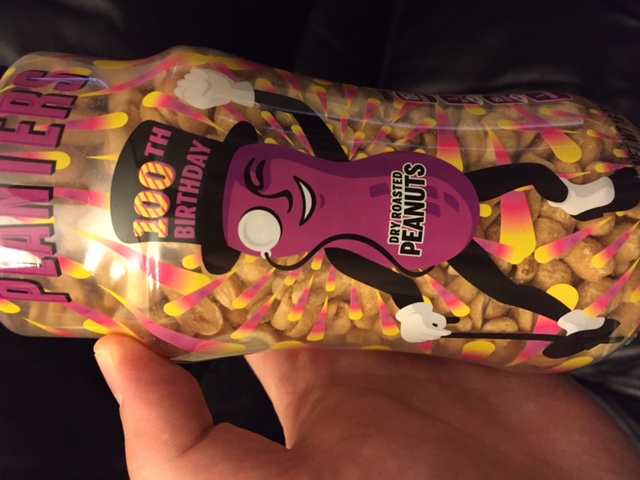 PLANTERS
100TH
BIRTHDAY
DRY ROASTED
PEANUTS